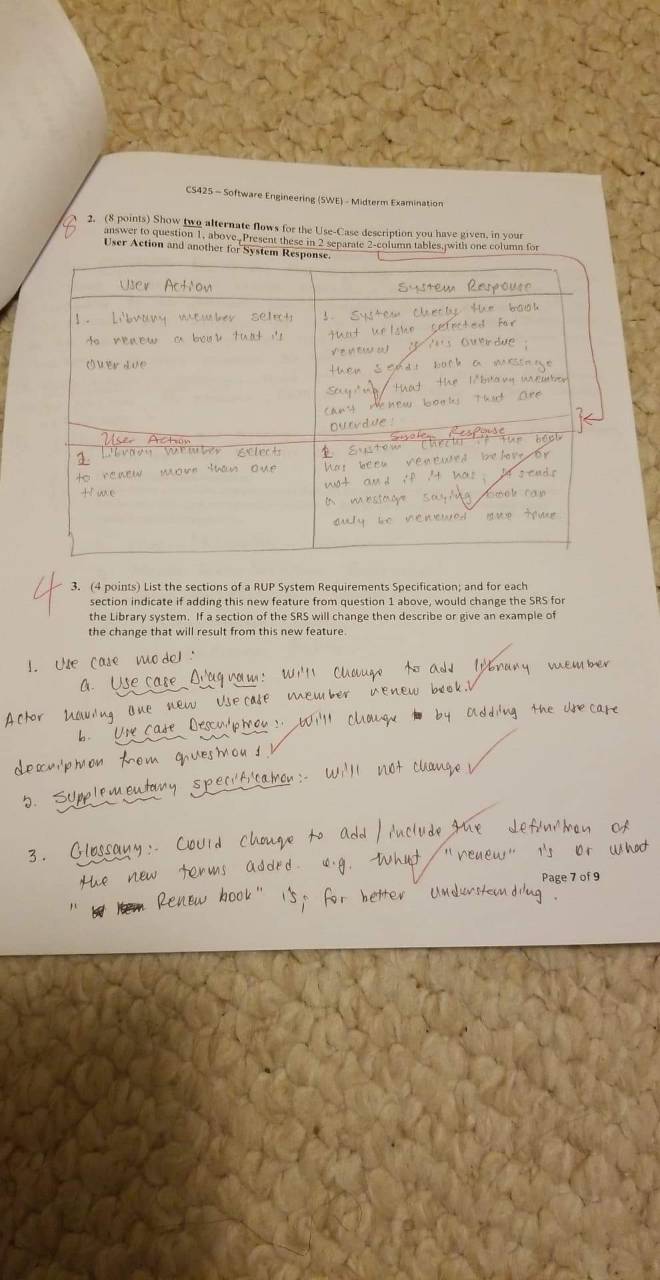 CS425 – Software Engineering (SWE) - Midterm Examination
8
2. (8 points) Show two alternate flows for the Use-Case description you have given, in your
answer to question 1, above. Present these in 2 separate 2-column tables, with one column for
User Action and another for System Response.
User Action System Response
1. Library member selects
to renew a book that is
overdue
1. System checks the book
that he/she selected for
renewal if it's overdue;
then sends back a message
saying that the library member
can't renew books that are
overdue.
User Action System Response
1. Library member selects
to renew more than one
time
1. System checks if the book
has been renewed before or
not and if it has, it sends
a message saying book can
only be renewed one time
4
3. (4 points) List the sections of a RUP System Requirements Specification; and for each
section indicate if adding this new feature from question 1 above, would change the SRS for
the Library system. If a section of the SRS will change then describe or give an example of
the change that will result from this new feature.
1. Use case model:
a. Use case Diagram: will change to add library member
Actor having one new use case member renew book.
b. Use case Description:. will change by adding the use case
description from question 1.
2. Supplementary specification:- will not change
3. Glossary:- Could change to add/include the definition of
the new terms added. e.g. what "renew" is or what
Page 7 of 9
" Renew book" is, for better understanding.